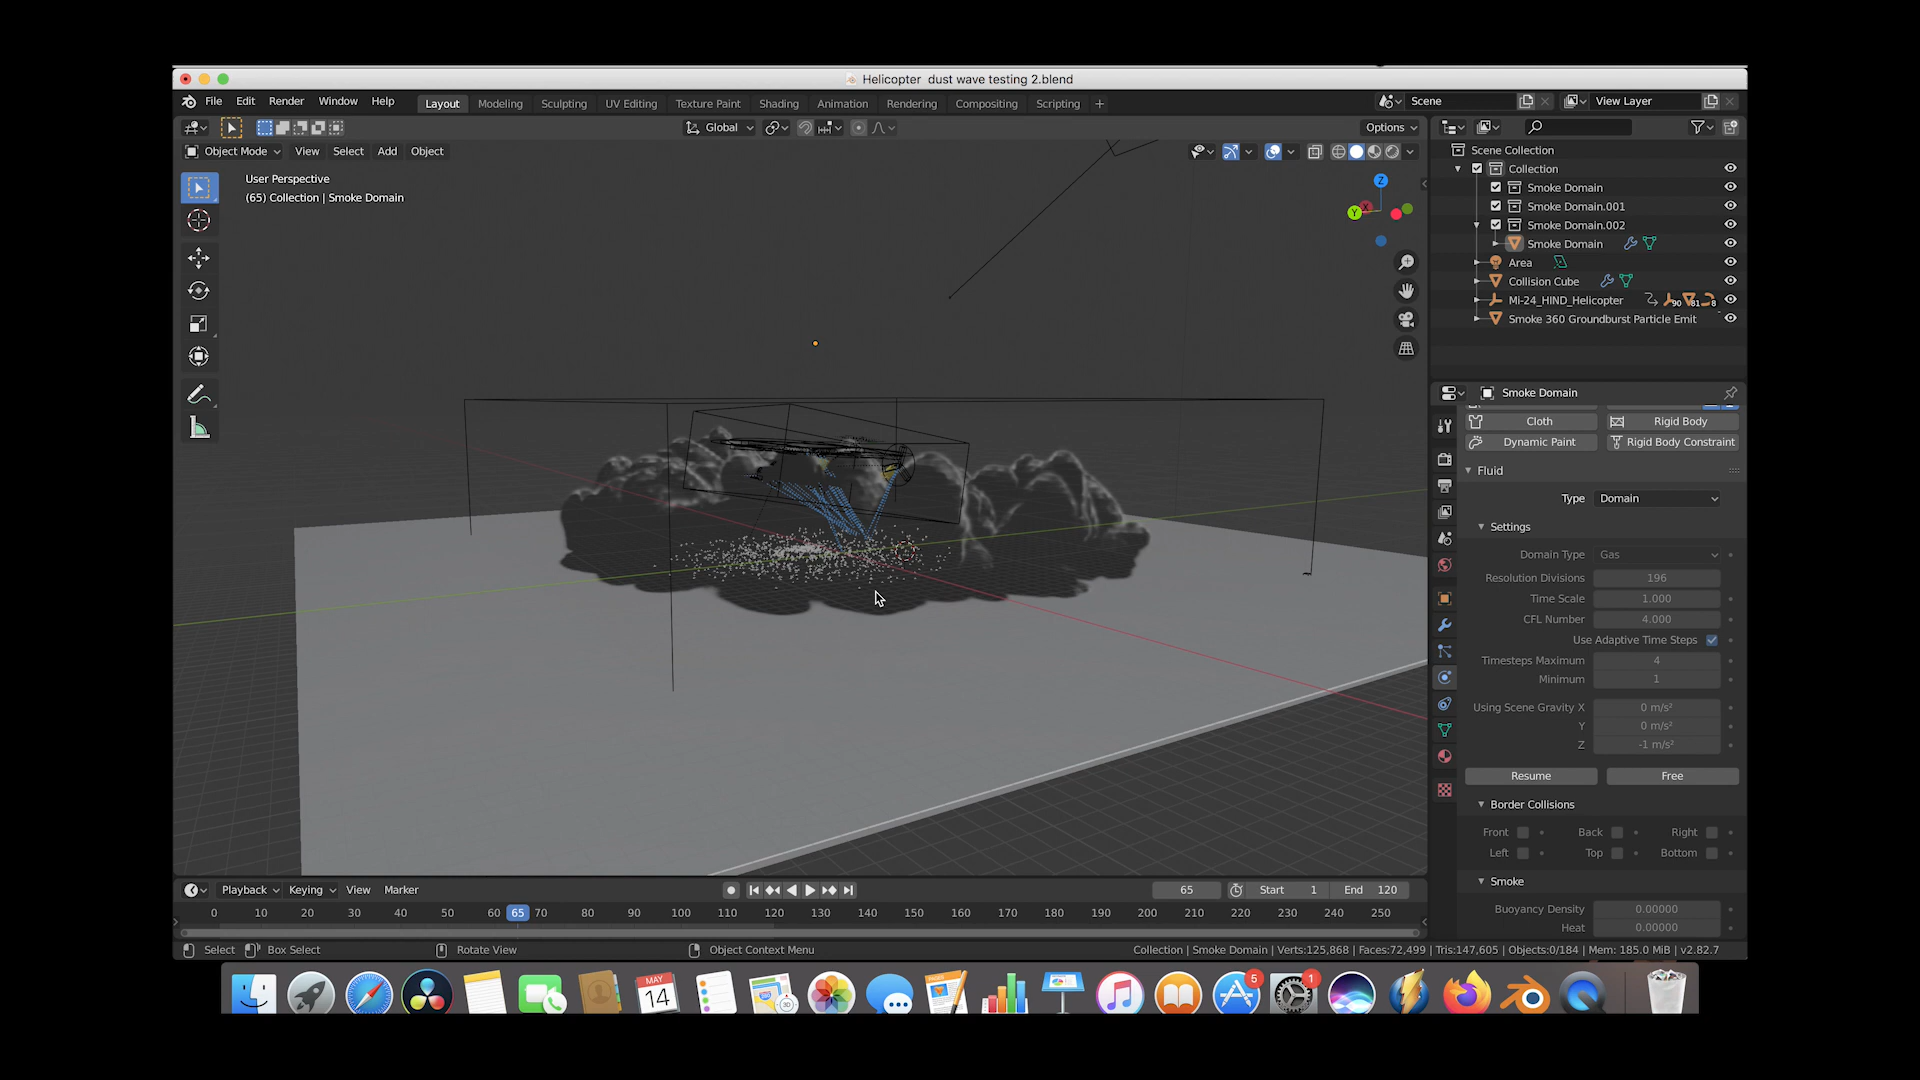 Helicopter dust wave testing 2.blend
File Edit Render Window Help
Layout Modeling Sculpting UV Editing Texture Paint Shading Animation Rendering Compositing Scripting +
Scene
View Layer
Global
Options
Object Mode View Select Add Object
User Perspective
(65) Collection | Smoke Domain
Z
X
Y
Scene Collection
Collection
Smoke Domain
Smoke Domain.001
Smoke Domain.002
Smoke Domain
Area
Collision Cube
Mi-24_HIND_Helicopter 90 81 8
Smoke 360 Groundburst Particle Emit
Smoke Domain
Cloth Rigid Body
Dynamic Paint Rigid Body Constraint
Fluid
Type Domain
Settings
Domain Type Gas
Resolution Divisions 196
Time Scale 1.000
CFL Number 4.000
Use Adaptive Time Steps
Timesteps Maximum 4
Minimum 1
Using Scene Gravity X 0 m/s²
Y 0 m/s²
Z -1 m/s²
Resume Free
Border Collisions
Front Back Right
Left Top Bottom
Smoke
Buoyancy Density 0.00000
Heat 0.00000
Playback Keying View Marker
65 Start 1 End 120
0 10 20 30 40 50 60 65 70 80 90 100 110 120 130 140 150 160 170 180 190 200 210 220 230 240 250
Select Box Select Rotate View Object Context Menu
Collection | Smoke Domain | Verts:125,868 | Faces:72,499 | Tris:147,605 | Objects:0/184 | Mem: 185.0 MiB | v2.82.7
MAY
14
5
1